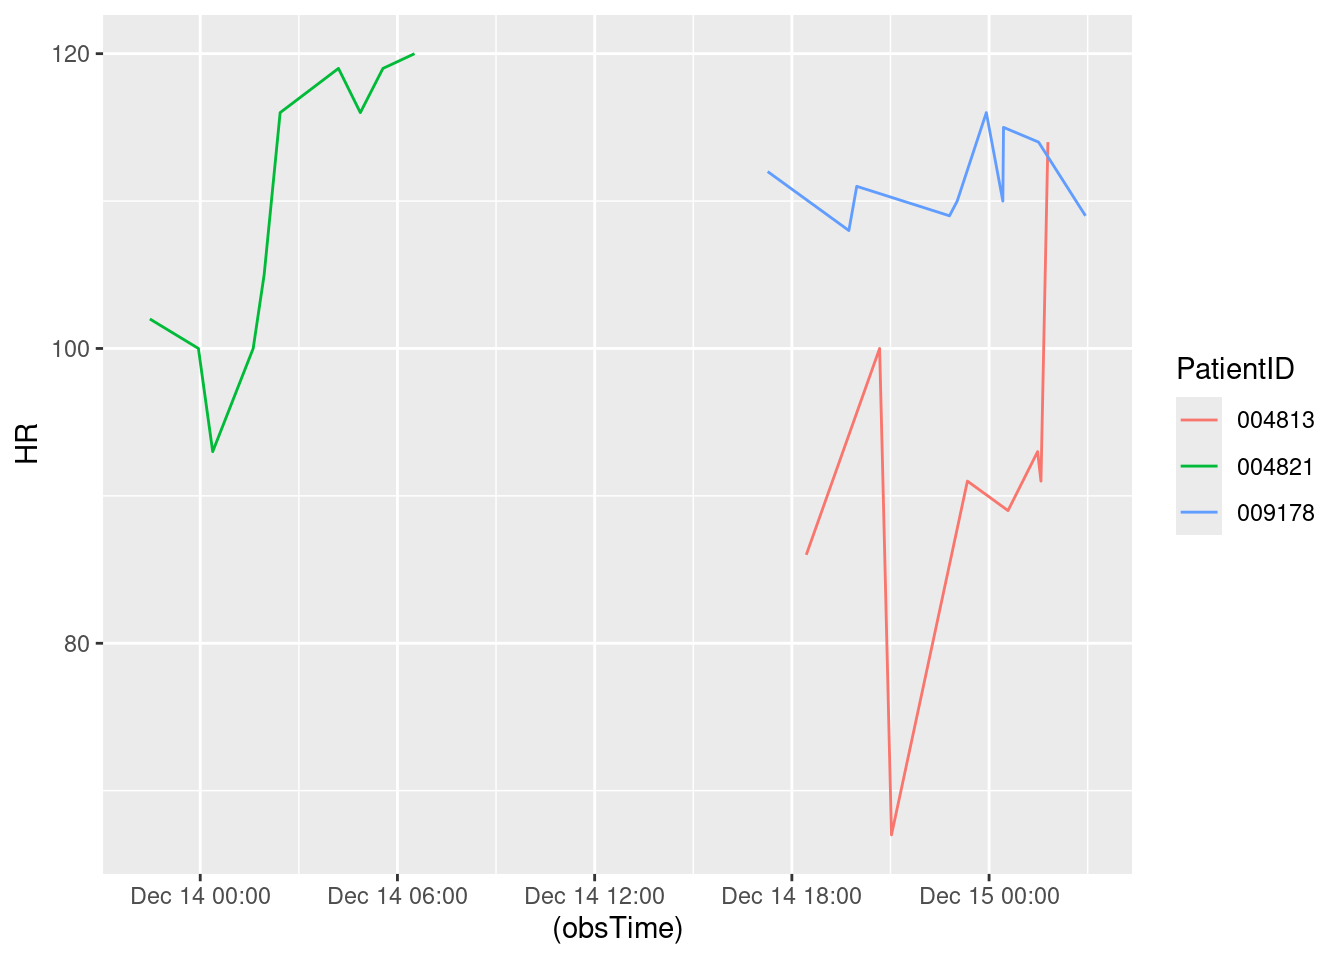 120
100
80
HR
Dec 14 00:00
Dec 14 06:00
Dec 14 12:00
Dec 14 18:00
Dec 15 00:00
(obsTime)
PatientID
004813
004821
009178